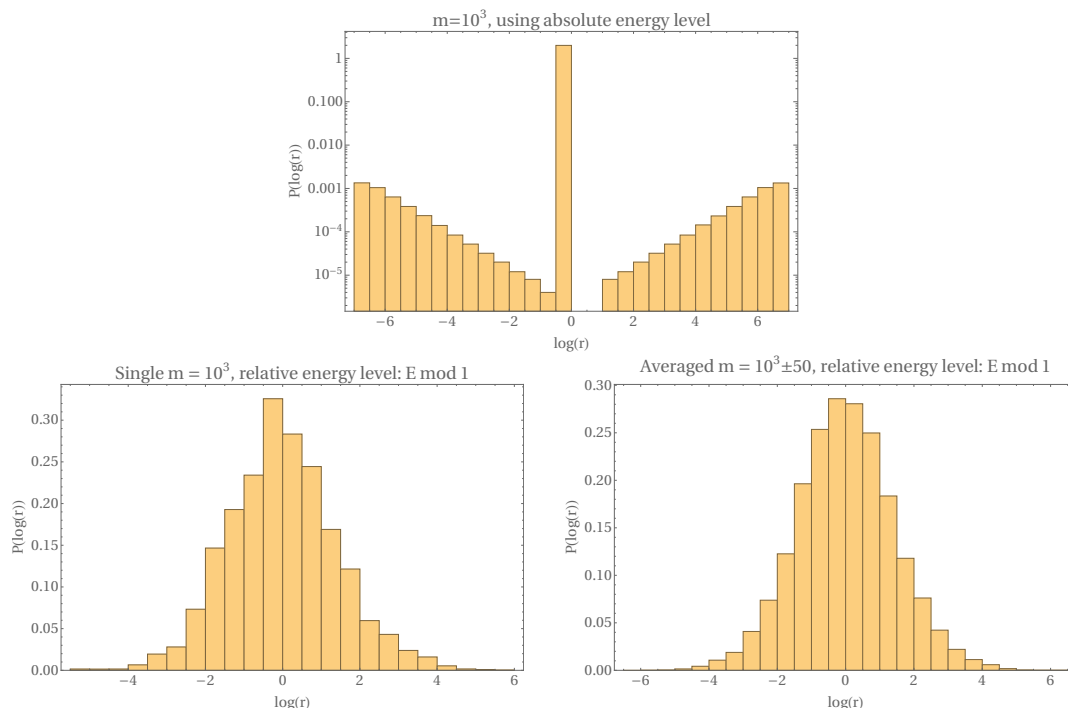 m=10³, using absolute energy level
P(log(r))
1
0.100
0.010
0.001
10⁻⁴
10⁻⁵
−6 −4 −2 0 2 4 6
log(r)
Single m = 10³, relative energy level: E mod 1
P(log(r))
0.30
0.25
0.20
0.15
0.10
0.05
0.00
−4 −2 0 2 4 6
log(r)
Averaged m = 10³±50, relative energy level: E mod 1
P(log(r))
0.30
0.25
0.20
0.15
0.10
0.05
0.00
−6 −4 −2 0 2 4 6
log(r)